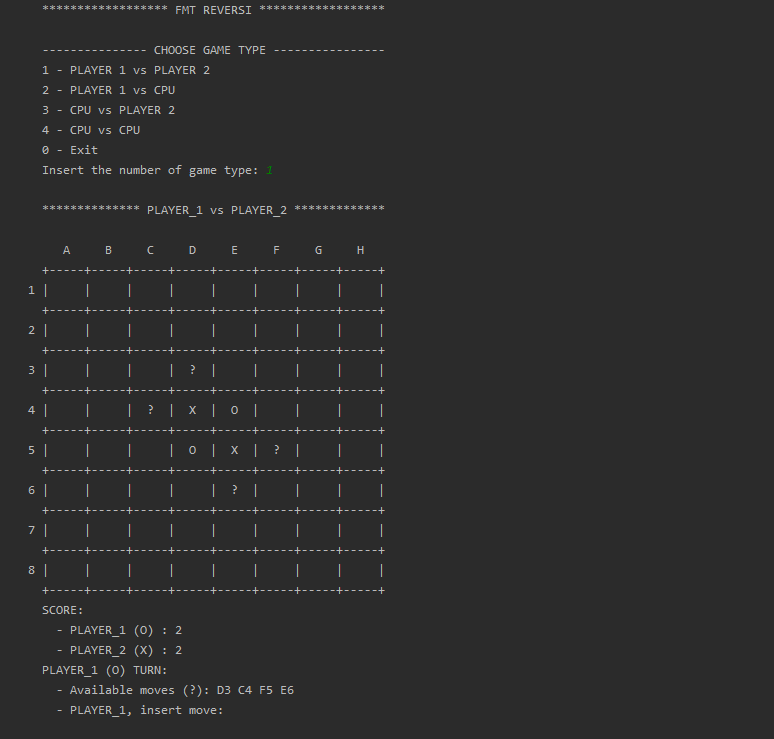 ****************** FMT REVERSI ******************
--------------- CHOOSE GAME TYPE ----------------
1 - PLAYER 1 vs PLAYER 2
2 - PLAYER 1 vs CPU
3 - CPU vs PLAYER 2
4 - CPU vs CPU
0 - Exit
Insert the number of game type: 1
************** PLAYER_1 vs PLAYER_2 *************
A B C D E F G H
+-----+-----+-----+-----+-----+-----+-----+-----+
1 |     |     |     |     |     |     |     |     |
+-----+-----+-----+-----+-----+-----+-----+-----+
2 |     |     |     |     |     |     |     |     |
+-----+-----+-----+-----+-----+-----+-----+-----+
3 |     |     |     |  ?  |     |     |     |     |
+-----+-----+-----+-----+-----+-----+-----+-----+
4 |     |     |  ?  |  X  |  O  |     |     |     |
+-----+-----+-----+-----+-----+-----+-----+-----+
5 |     |     |     |  O  |  X  |  ?  |     |     |
+-----+-----+-----+-----+-----+-----+-----+-----+
6 |     |     |     |     |  ?  |     |     |     |
+-----+-----+-----+-----+-----+-----+-----+-----+
7 |     |     |     |     |     |     |     |     |
+-----+-----+-----+-----+-----+-----+-----+-----+
8 |     |     |     |     |     |     |     |     |
+-----+-----+-----+-----+-----+-----+-----+-----+
SCORE:
- PLAYER_1 (O) : 2
- PLAYER_2 (X) : 2
PLAYER_1 (O) TURN:
- Available moves (?): D3 C4 F5 E6
- PLAYER_1, insert move: